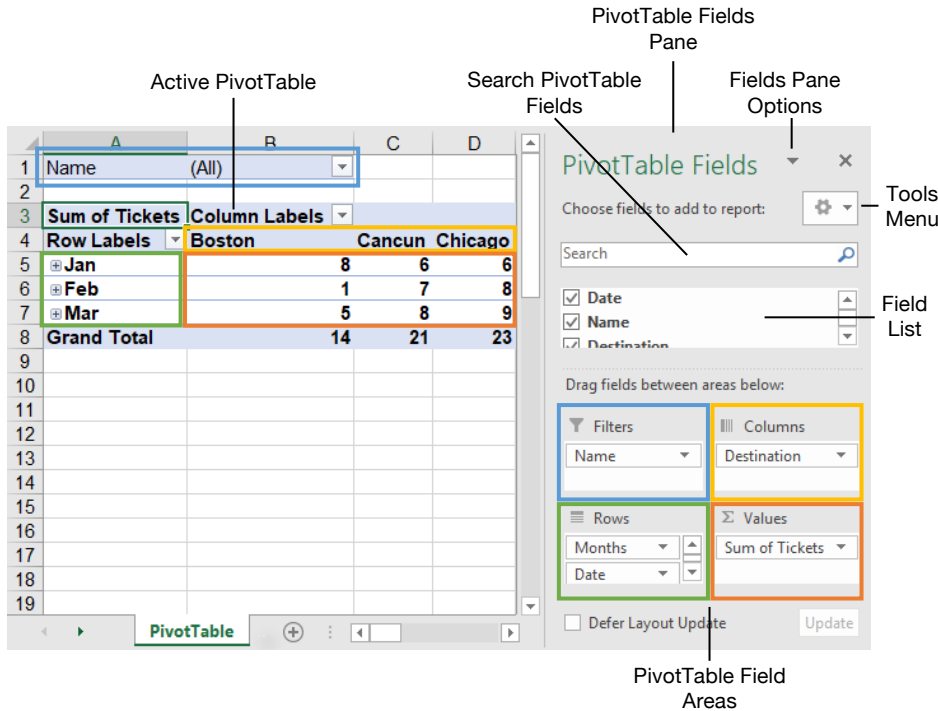 PivotTable Fields
Pane
Active PivotTable
Search PivotTable
Fields
Fields Pane
Options
A B C D
1 Name (All)
2
3 Sum of Tickets Column Labels
4 Row Labels Boston Cancun Chicago
5 Jan 8 6 6
6 Feb 1 7 8
7 Mar 5 8 9
8 Grand Total 14 21 23
9
10
11
12
13
14
15
16
17
18
19
PivotTable
PivotTable Fields
Choose fields to add to report:
Tools
Menu
Search
Date
Name
Destination
Field
List
Drag fields between areas below:
Filters
Columns
Name
Destination
Rows
Values
Months
Sum of Tickets
Date
Defer Layout Update
Update
PivotTable Field
Areas